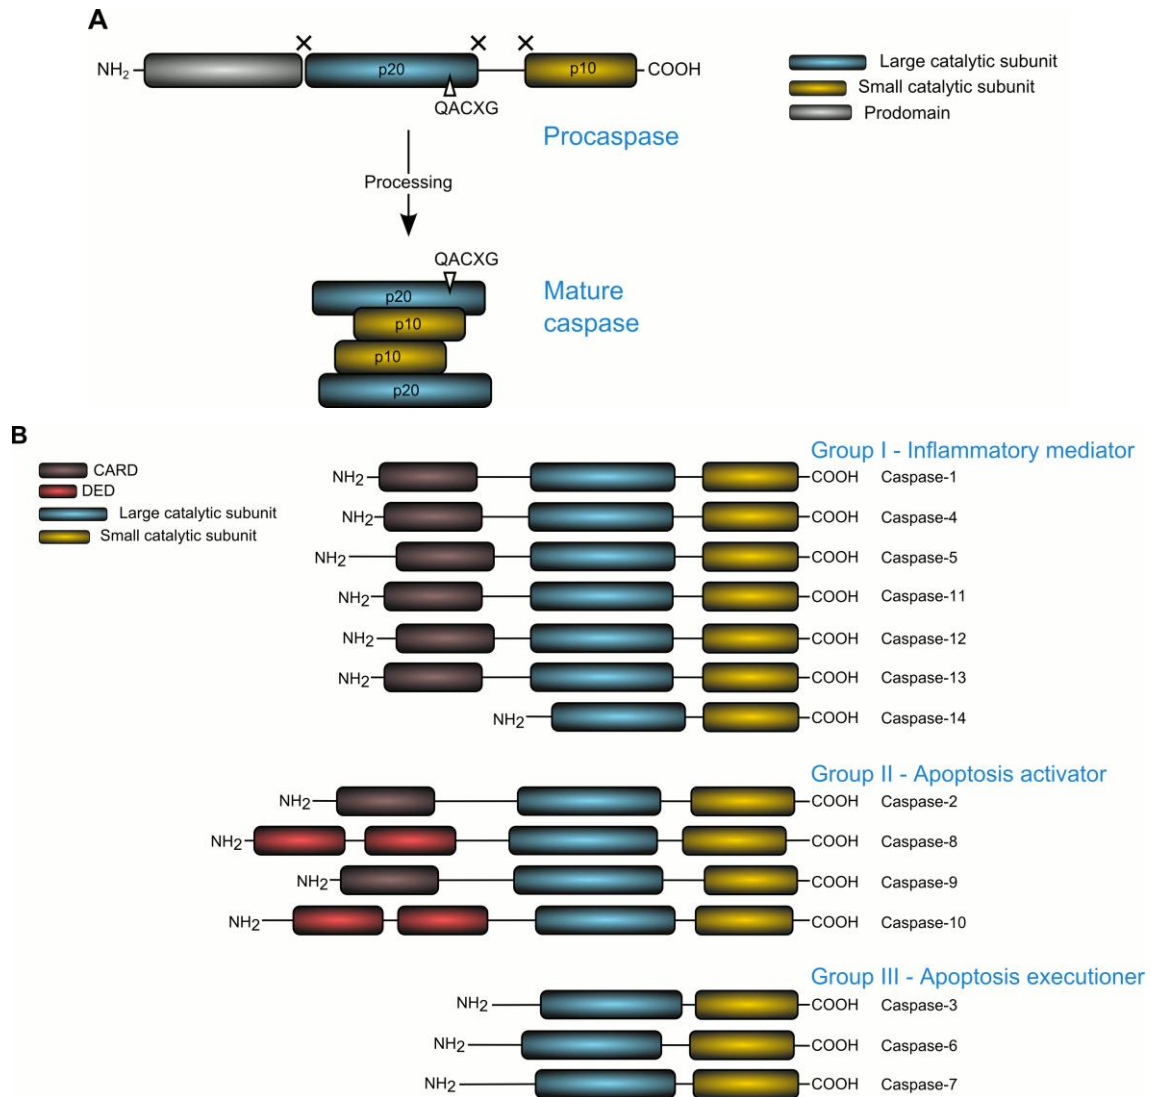 A
NH2
p20
p10
COOH
QACXG
Large catalytic subunit
Small catalytic subunit
Prodomain
Procaspase
Processing
QACXG
p20
p10
p10
p20
Mature
caspase
B
CARD
DED
Large catalytic subunit
Small catalytic subunit
Group I - Inflammatory mediator
NH2 COOH Caspase-1
NH2 COOH Caspase-4
NH2 COOH Caspase-5
NH2 COOH Caspase-11
NH2 COOH Caspase-12
NH2 COOH Caspase-13
NH2 COOH Caspase-14
Group II - Apoptosis activator
NH2 COOH Caspase-2
NH2 COOH Caspase-8
NH2 COOH Caspase-9
NH2 COOH Caspase-10
Group III - Apoptosis executioner
NH2 COOH Caspase-3
NH2 COOH Caspase-6
NH2 COOH Caspase-7